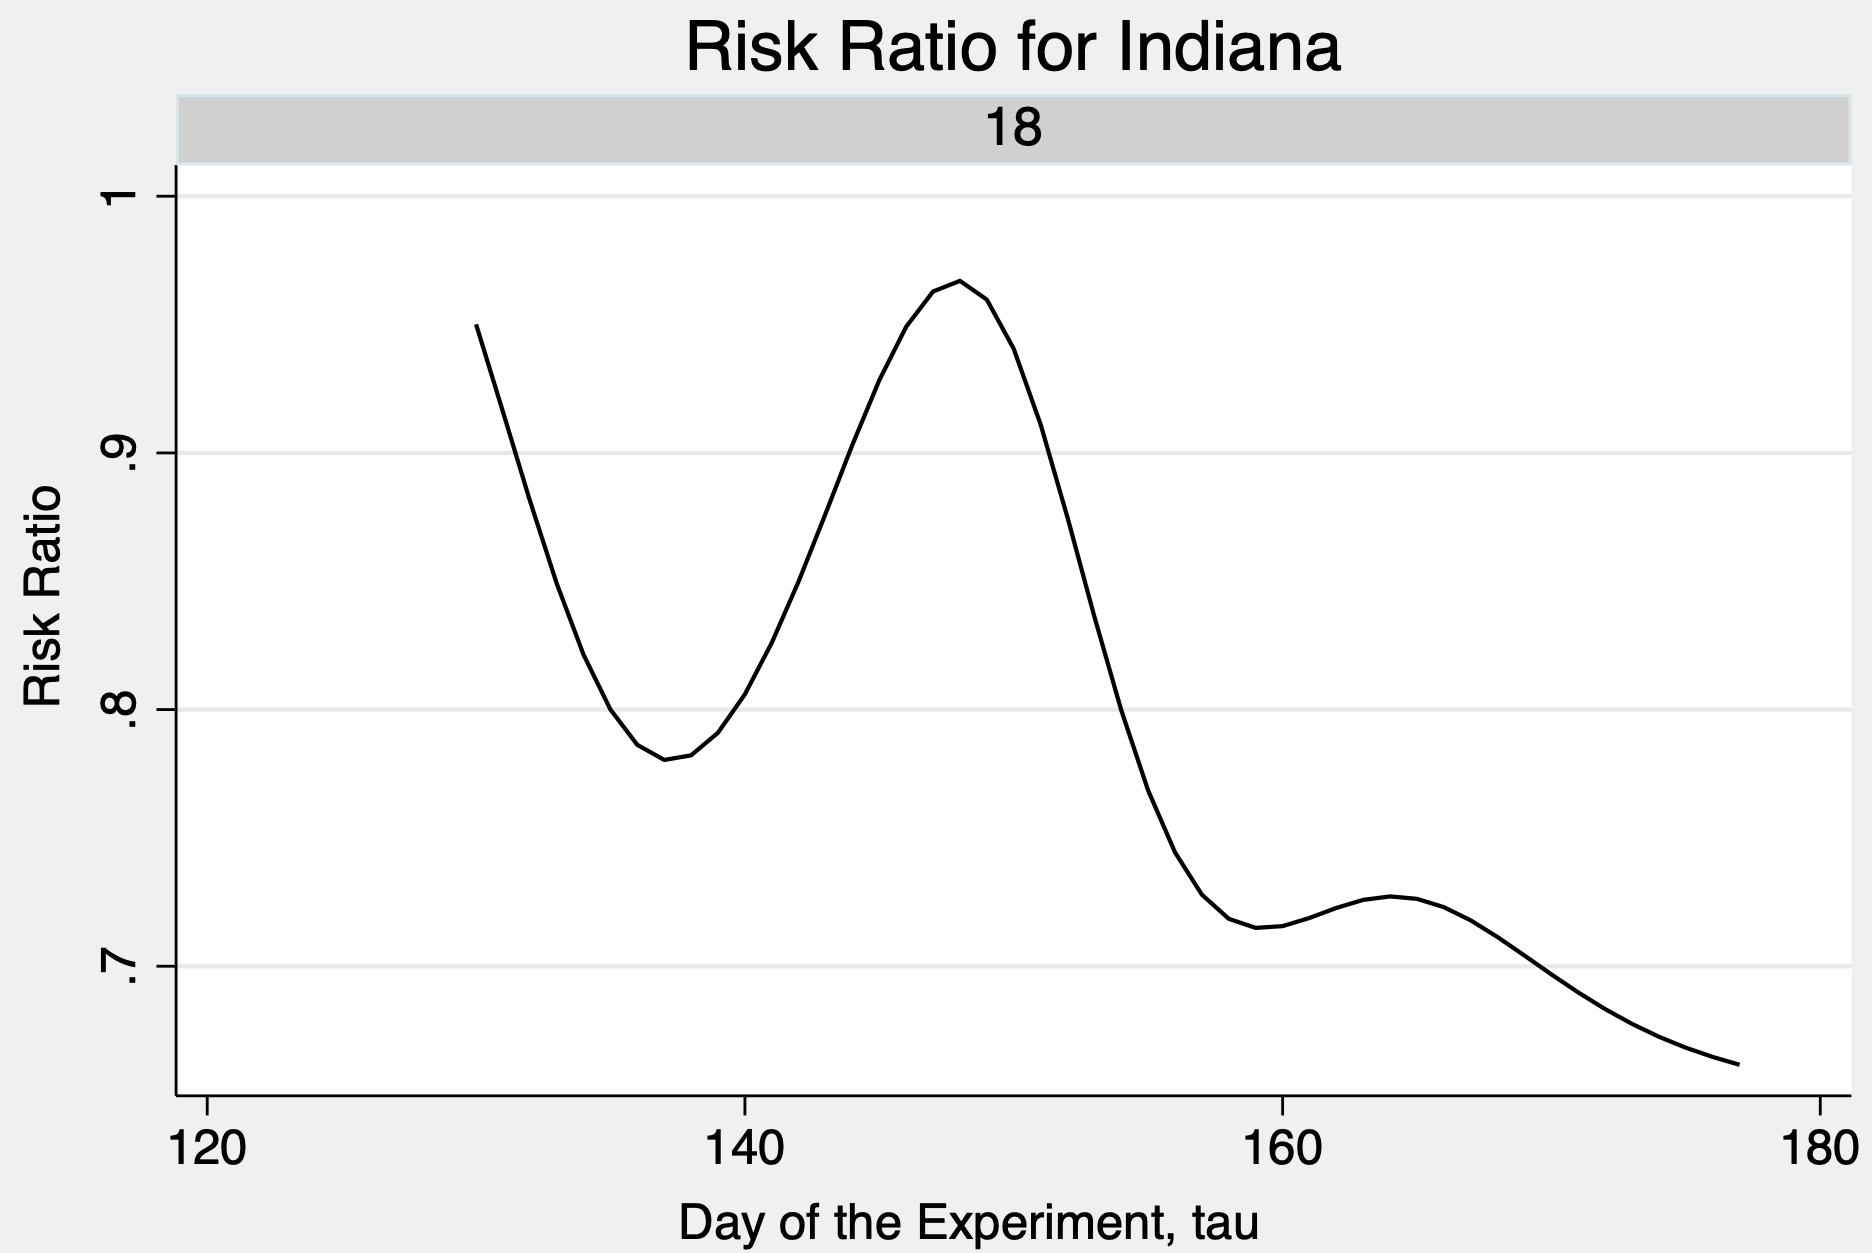 Risk Ratio for Indiana
18
Risk Ratio
1
.9
.8
.7
120 140 160 180
Day of the Experiment, tau